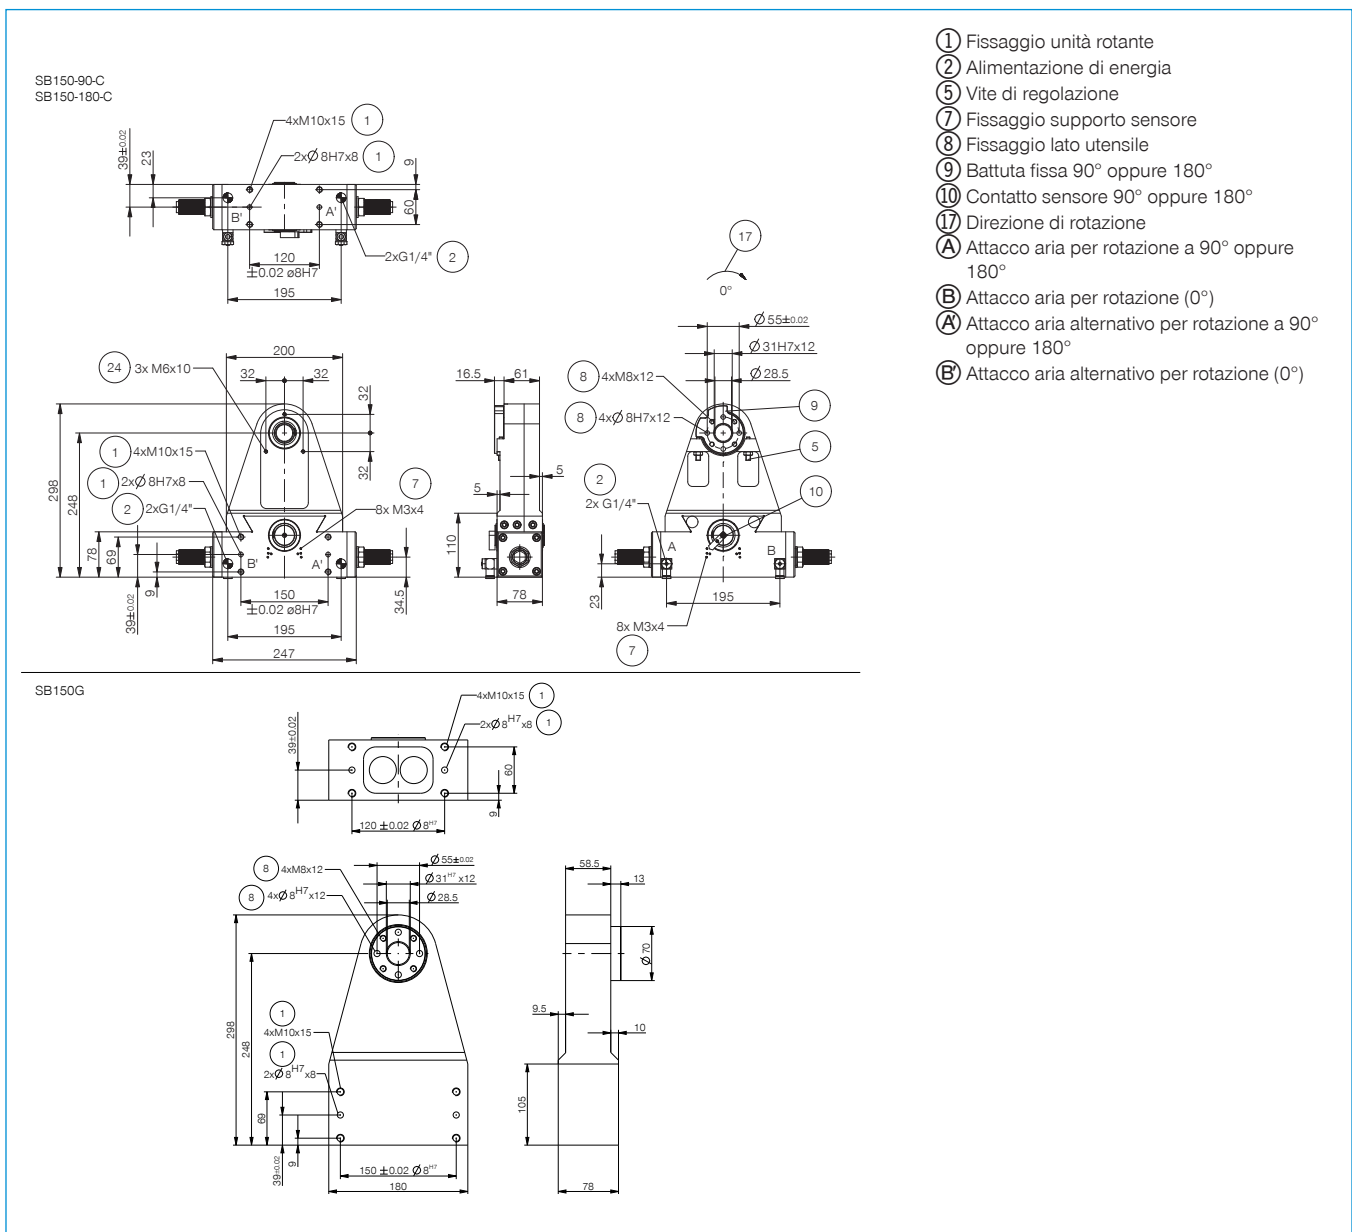 SB150-90-C
SB150-180-C
4xM10x15 1
2xØ 8H7x8 1
39±0.02
23
9
60
B'
A'
120
±0.02 ø8H7
195
2xG1/4" 2
17
0°
200
24 3x M6x10
32
32
32
32
298
248
1 4xM10x15
1 2xØ 8H7x8
2 2xG1/4"
7
8x M3x4
78
69
39±0.02
9
B'
A'
34.5
150
±0.02 ø8H7
195
247
16.5
61
5
5
110
78
Ø 55±0.02
Ø 31H7x12
Ø 28.5
8 4xM8x12
8 4xØ 8H7x12
9
5
10
2
2x G1/4"
A
B
23
195
8x M3x4
7
SB150G
4xM10x15 1
2xØ 8H7x8 1
39±0.02
60
9
120 ±0.02 Ø 8H7
Ø 55±0.02
8 4xM8x12
Ø 31H7 x12
8 4xØ 8H7x12
Ø 28.5
298
248
1
4xM10x15
1
2xØ 8H7 x8
69
39±0.02
9
150 ±0.02 Ø 8H7
180
58.5
13
Ø 70
9.5
10
105
78
1 Fissaggio unità rotante
2 Alimentazione di energia
5 Vite di regolazione
7 Fissaggio supporto sensore
8 Fissaggio lato utensile
9 Battuta fissa 90° oppure 180°
10 Contatto sensore 90° oppure 180°
17 Direzione di rotazione
A Attacco aria per rotazione a 90° oppure
180°
B Attacco aria per rotazione (0°)
A' Attacco aria alternativo per rotazione a 90°
oppure 180°
B' Attacco aria alternativo per rotazione (0°)